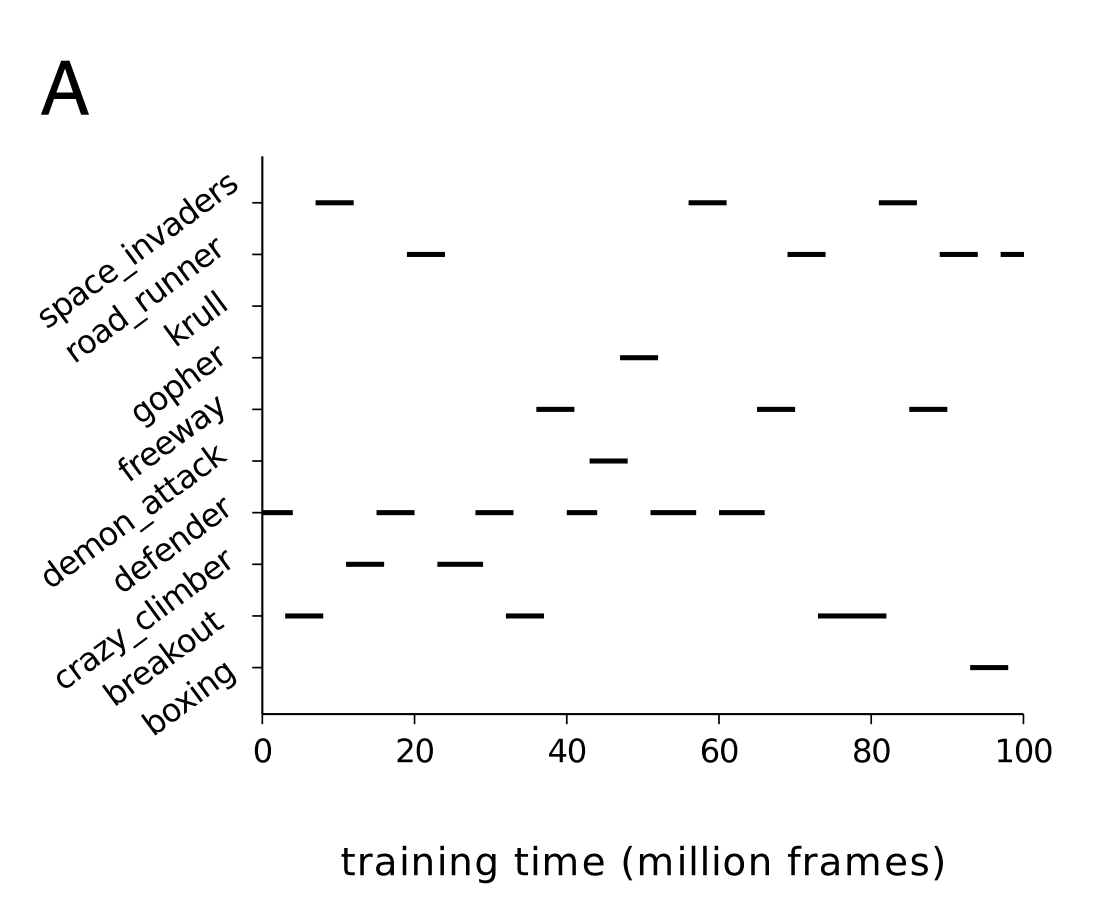 A
space_invaders
road_runner
krull
gopher
freeway
demon_attack
defender
crazy_climber
breakout
boxing
0 20 40 60 80 100
training time (million frames)